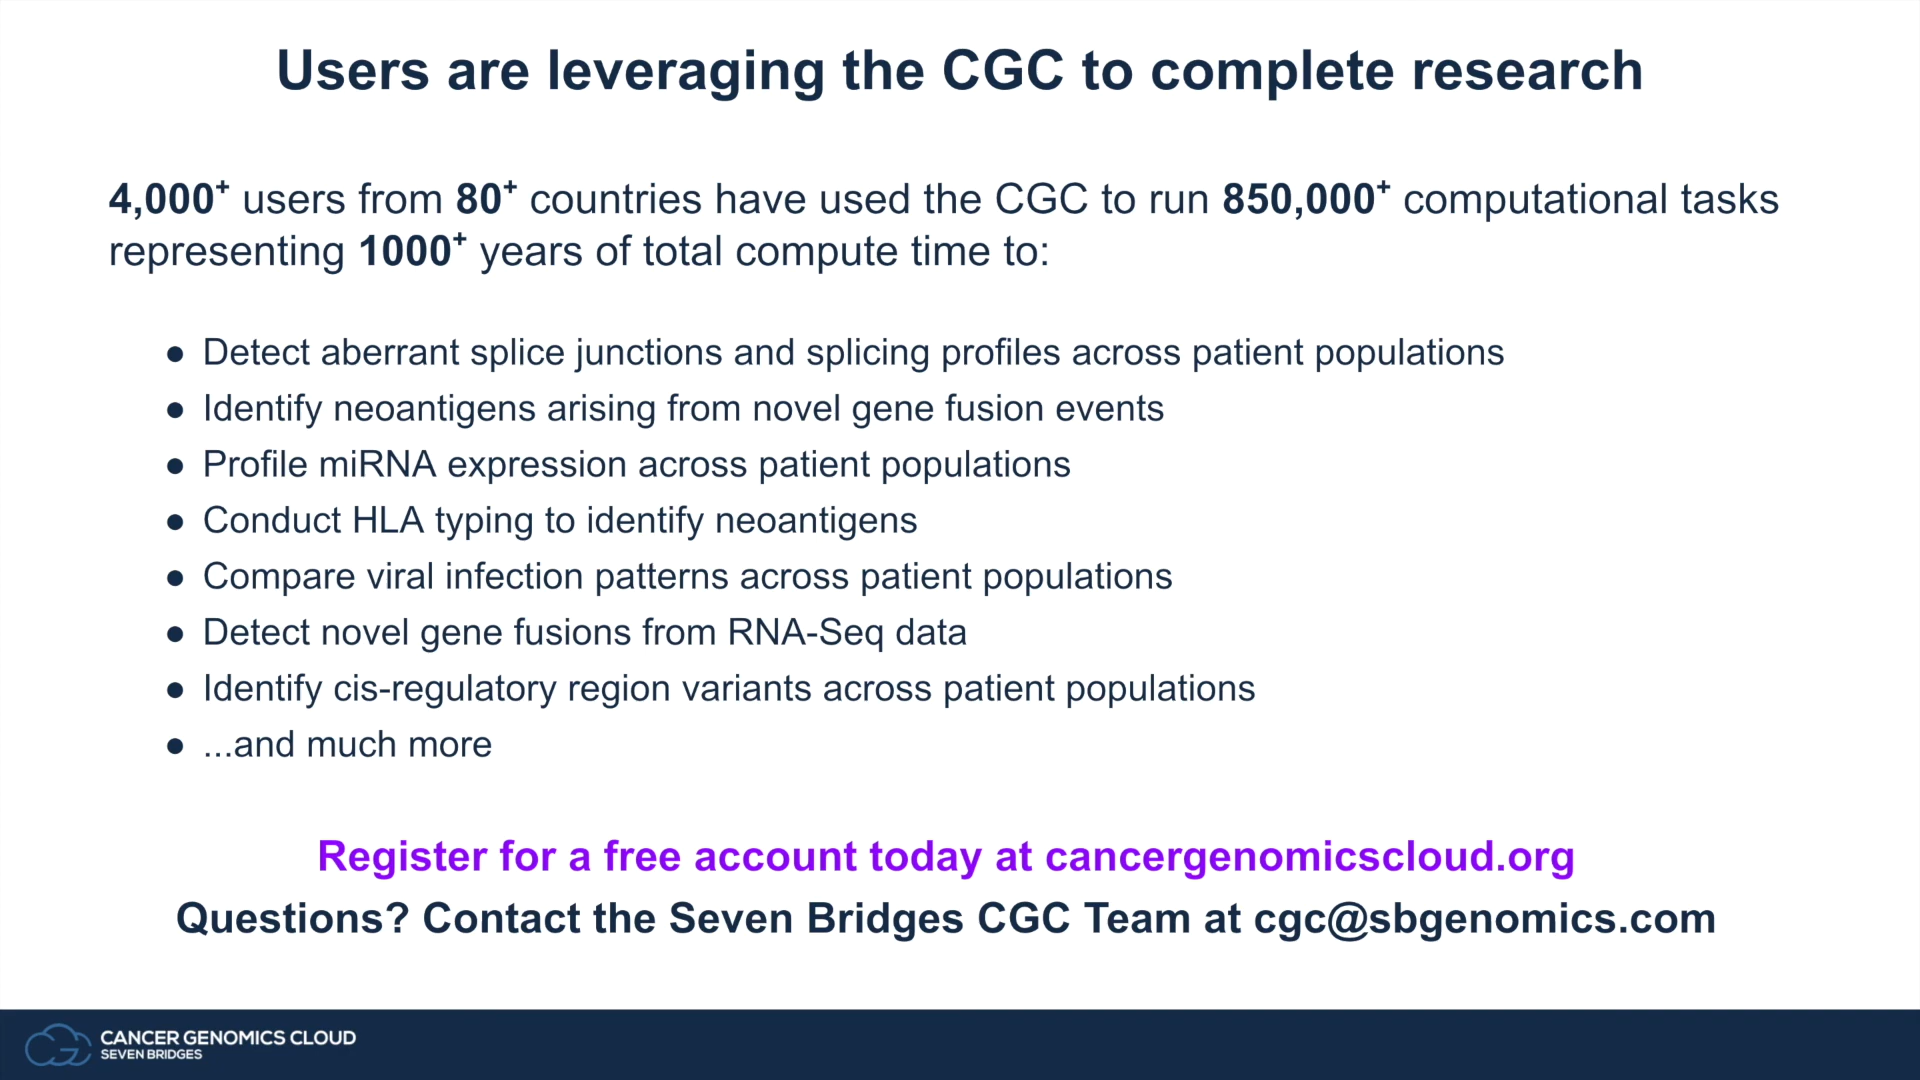 Users are leveraging the CGC to complete research
4,000+ users from 80+ countries have used the CGC to run 850,000+ computational tasks
representing 1000+ years of total compute time to:
● Detect aberrant splice junctions and splicing profiles across patient populations
● Identify neoantigens arising from novel gene fusion events
● Profile miRNA expression across patient populations
● Conduct HLA typing to identify neoantigens
● Compare viral infection patterns across patient populations
● Detect novel gene fusions from RNA-Seq data
● Identify cis-regulatory region variants across patient populations
● ...and much more
Register for a free account today at cancergenomicscloud.org
Questions? Contact the Seven Bridges CGC Team at cgc@sbgenomics.com
CANCER GENOMICS CLOUD
SEVEN BRIDGES